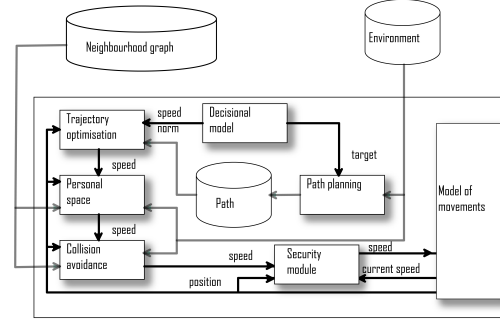 Neighbourhood graph
Environment
Trajectory
optimisation
speed
norm
Decisional
model
speed
target
Personal
space
Path
Path planning
Model of
movements
speed
Collision
avoidance
speed
Security
module
speed
current speed
position